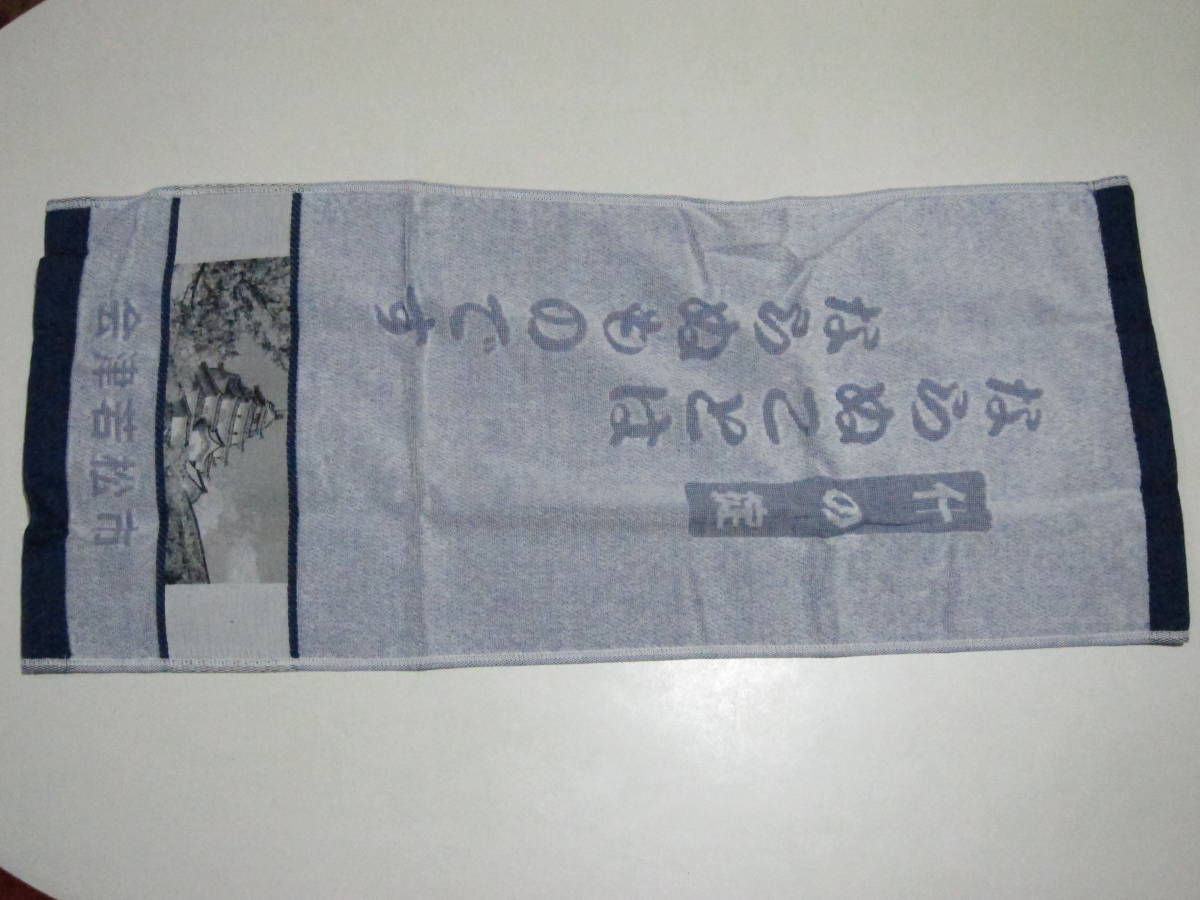 什の掟
ならぬことは
ならぬものです
会津若松市